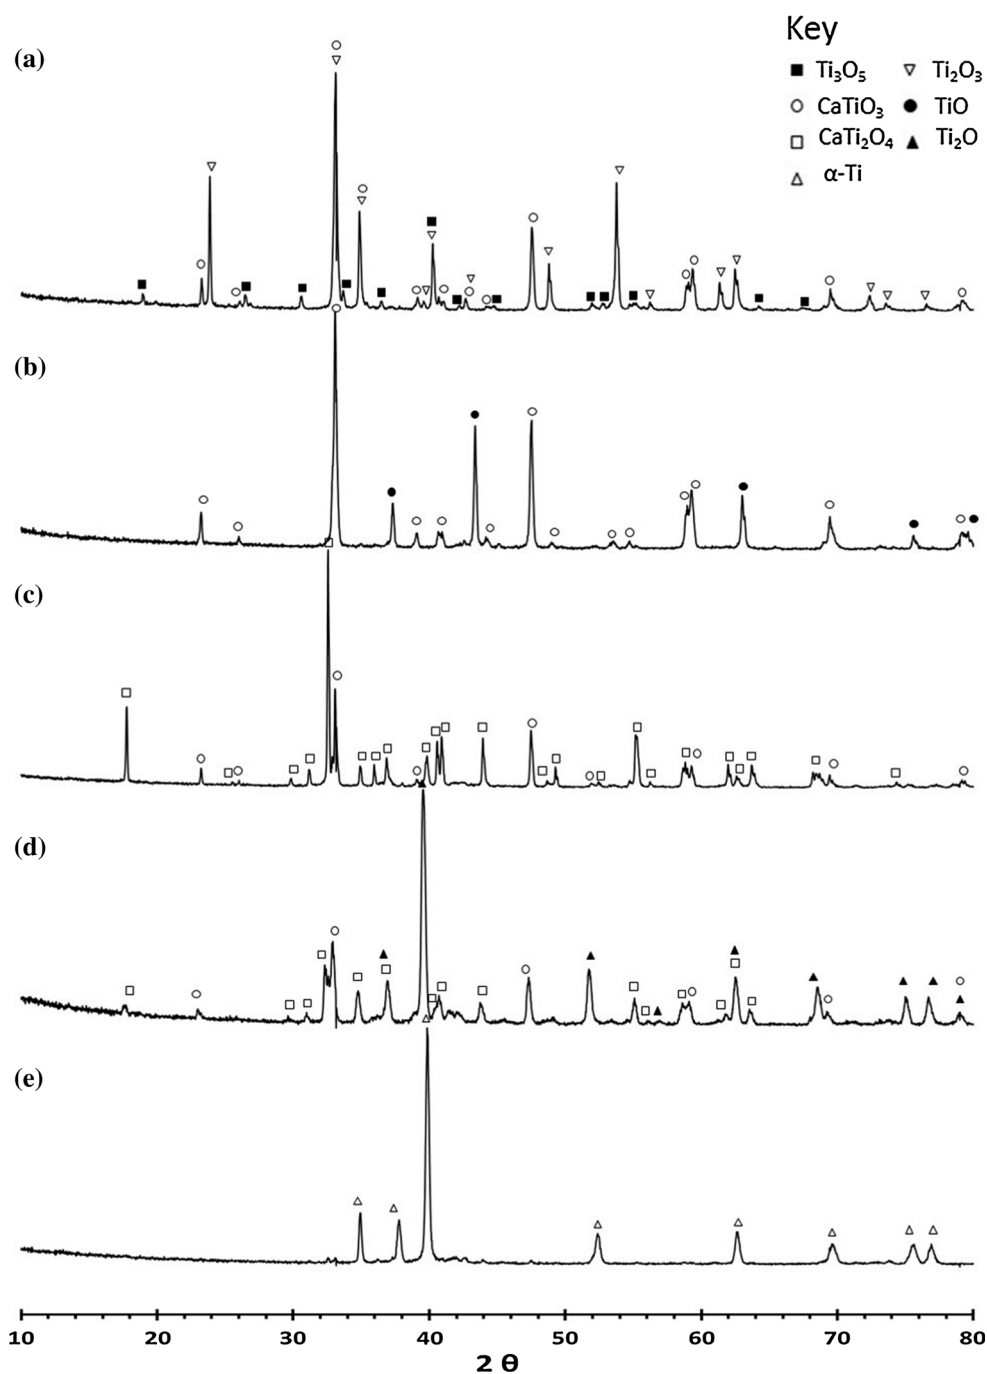 Key
Ti₃O₅ Ti₂O₃
CaTiO₃ TiO
CaTi₂O₄ Ti₂O
α-Ti
(a)
(b)
(c)
(d)
(e)
10 20 30 40 50 60 70 80
2 θ